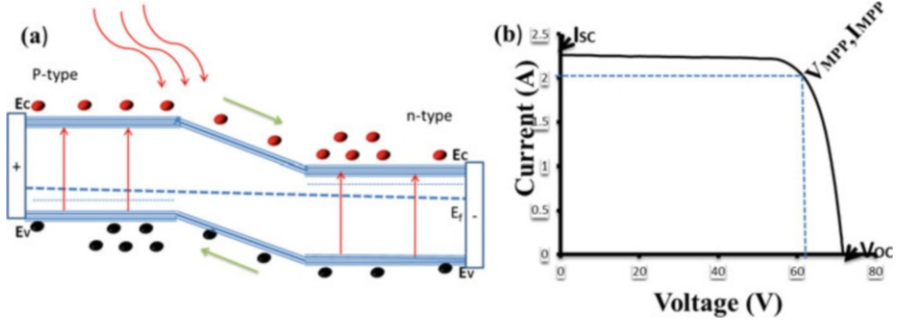 (a)
P-type
Ec
n-type
Ec
+
Ef
-
Ev
Ev
(b)
ISC
VMPP,IMPP
2.5
2
1.5
1
0.5
0
Current (A)
VOC
0
20
40
60
80
Voltage (V)